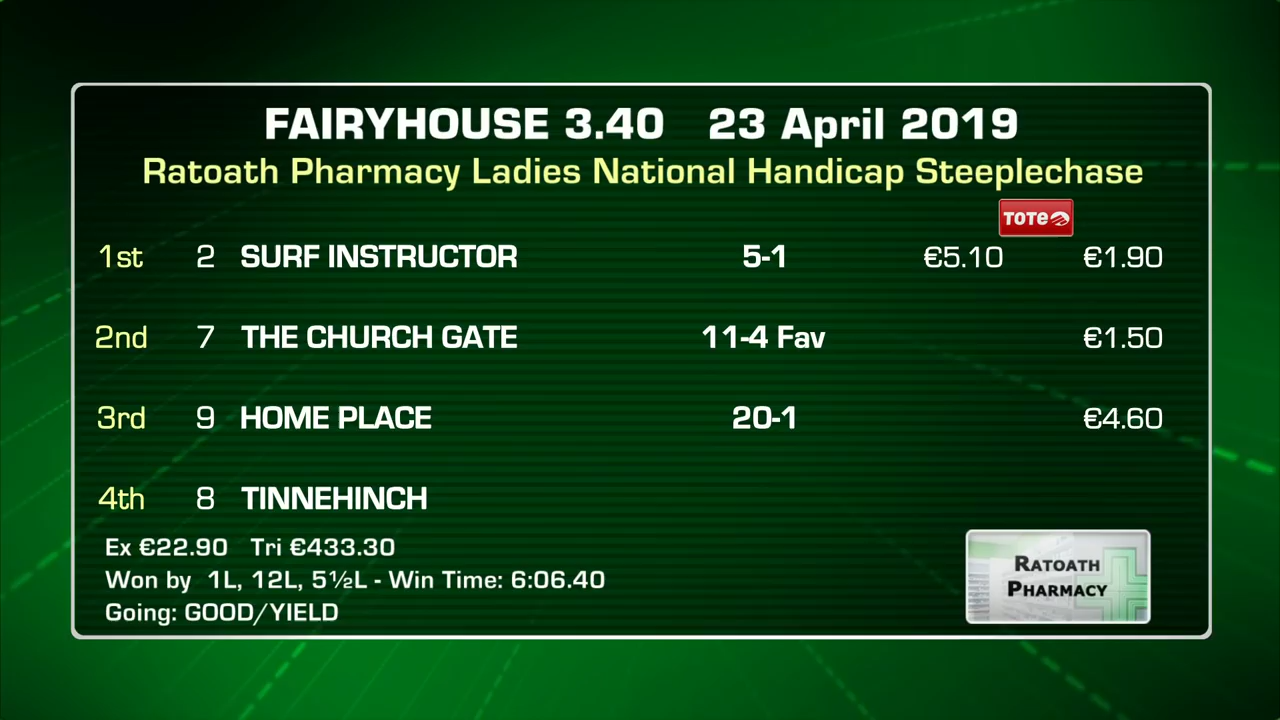 FAIRYHOUSE 3.40 23 April 2019
Ratoath Pharmacy Ladies National Handicap Steeplechase
TOTE
1st 2 SURF INSTRUCTOR 5-1 €5.10 €1.90
2nd 7 THE CHURCH GATE 11-4 Fav €1.50
3rd 9 HOME PLACE 20-1 €4.60
4th 8 TINNEHINCH
Ex €22.90 Tri €433.30
Won by 1L, 12L, 5½L - Win Time: 6:06.40
Going: GOOD/YIELD
RATOATH
PHARMACY